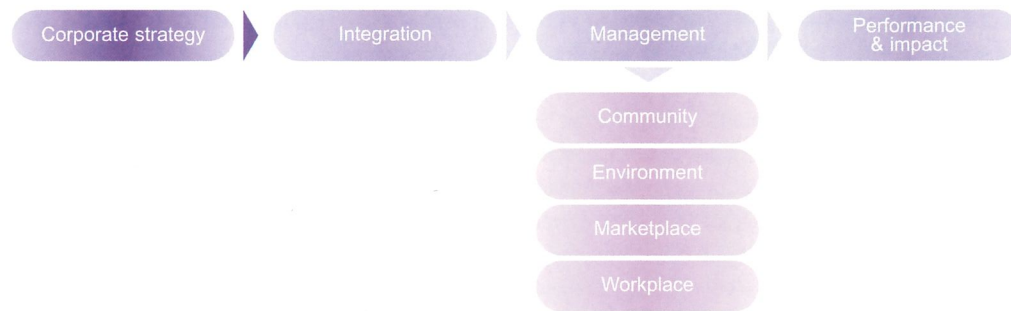 Corporate strategy
Integration
Management
Performance
& impact
Community
Environment
Marketplace
Workplace